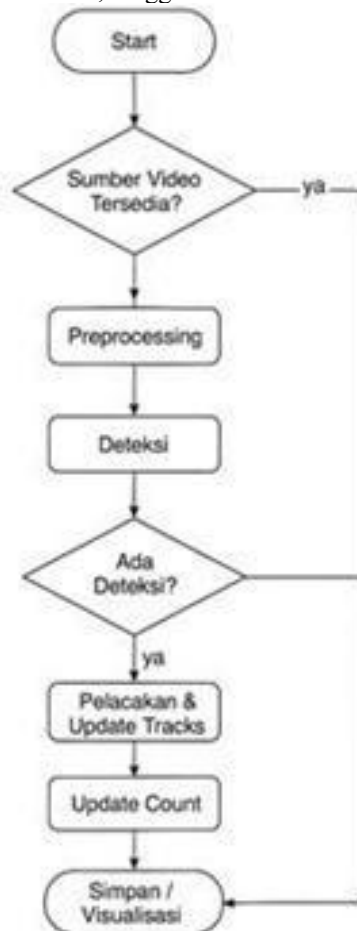 Start
Sumber Video
Tersedia?
ya
Preprocessing
Deteksi
Ada
Deteksi?
ya
Pelacakan &
Update Tracks
Update Count
Simpan /
Visualisasi